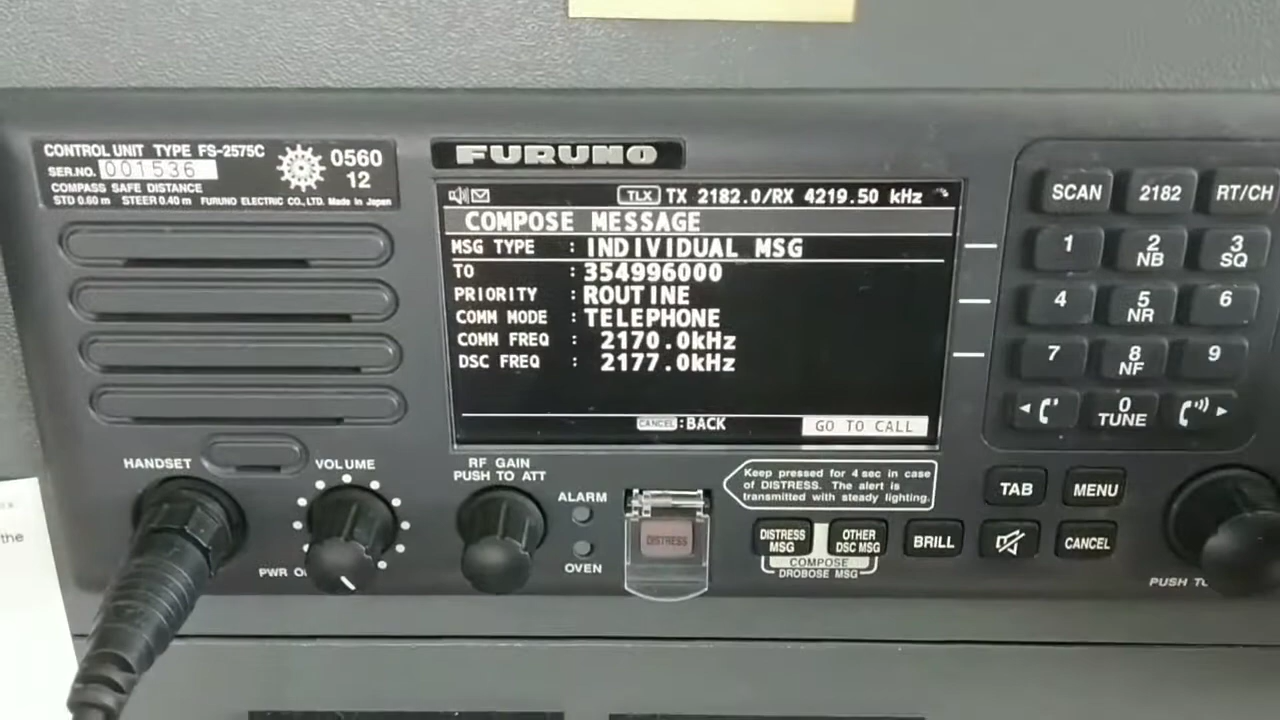 CONTROL UNIT TYPE FS-2575C
SER.NO. 001536
COMPASS SAFE DISTANCE
STD 0.60 m STEER 0.40 m FURUNO ELECTRIC CO., LTD. Made in Japan
0560
12
FURUNO
TLX TX 2182.0/RX 4219.50 kHz
COMPOSE MESSAGE
MSG TYPE : INDIVIDUAL MSG
TO : 354996000
PRIORITY : ROUTINE
COMM MODE : TELEPHONE
COMM FREQ : 2170.0kHz
DSC FREQ : 2177.0kHz
CANCEL :BACK
GO TO CALL
SCAN 2182 RT/CH
1 2 3
NB SQ
4 5 6
NR
7 8 9
NF
0
TUNE
HANDSET
VOLUME
PWR
RF GAIN
PUSH TO ATT
ALARM
OVEN
DISTRESS
Keep pressed for 4 sec in case
of DISTRESS. The alert is
transmitted with steady lighting.
DISTRESS
MSG
OTHER
DSC MSG
COMPOSE
DROBOSE MSG
BRILL
TAB
MENU
CANCEL
PUSH
the